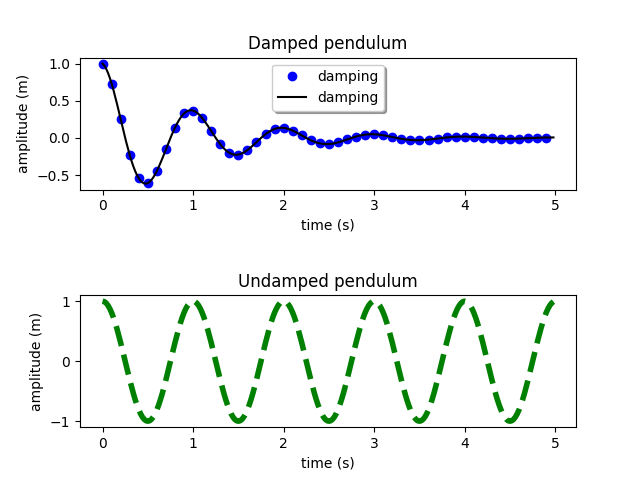 Damped pendulum
amplitude (m)
1.0
0.5
0.0
−0.5
damping
damping
0 1 2 3 4 5
time (s)
Undamped pendulum
amplitude (m)
1
0
−1
0 1 2 3 4 5
time (s)